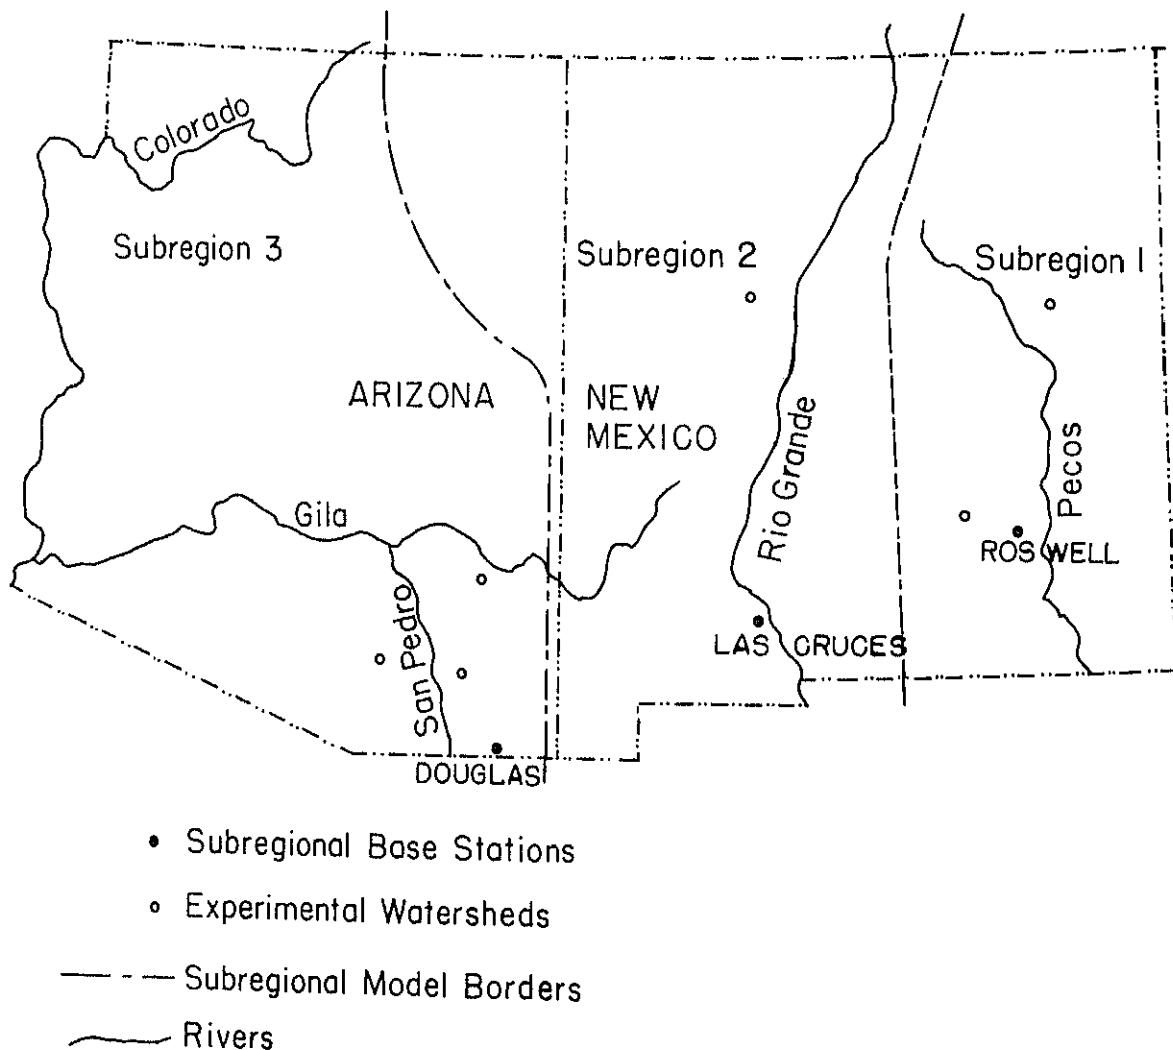 Colorado
Subregion 3
Subregion 2
Subregion 1
ARIZONA
NEW
MEXICO
Rio Grande
Pecos
Gila
ROSWELL
San Pedro
LAS CRUCES
DOUGLAS
Subregional Base Stations
Experimental Watersheds
Subregional Model Borders
Rivers